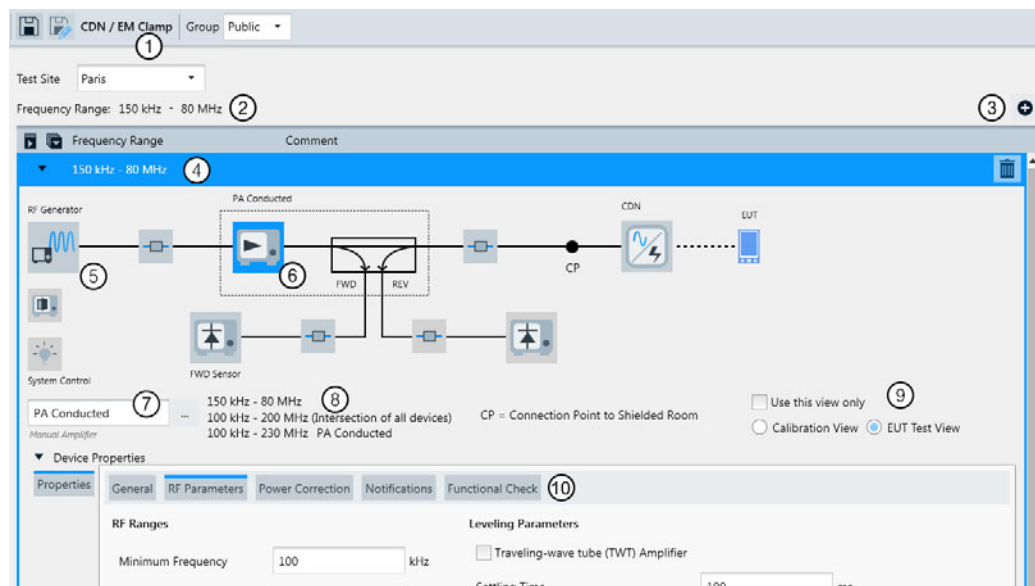 CDN / EM Clamp Group Public
1
Test Site Paris
Frequency Range: 150 kHz - 80 MHz 2
3
Frequency Range Comment
150 kHz - 80 MHz 4
RF Generator
PA Conducted
CDN
EUT
5
6
FWD REV
CP
FWD Sensor
System Control
PA Conducted 7 ...
Manual Amplifier
150 kHz - 80 MHz 8
100 kHz - 200 MHz (Intersection of all devices)
100 kHz - 230 MHz PA Conducted
CP = Connection Point to Shielded Room
Use this view only 9
Calibration View EUT Test View
Device Properties
Properties General RF Parameters Power Correction Notifications Functional Check 10
RF Ranges Leveling Parameters
Minimum Frequency 100 kHz
Traveling-wave tube (TWT) Amplifier
Settling Time 100 ms